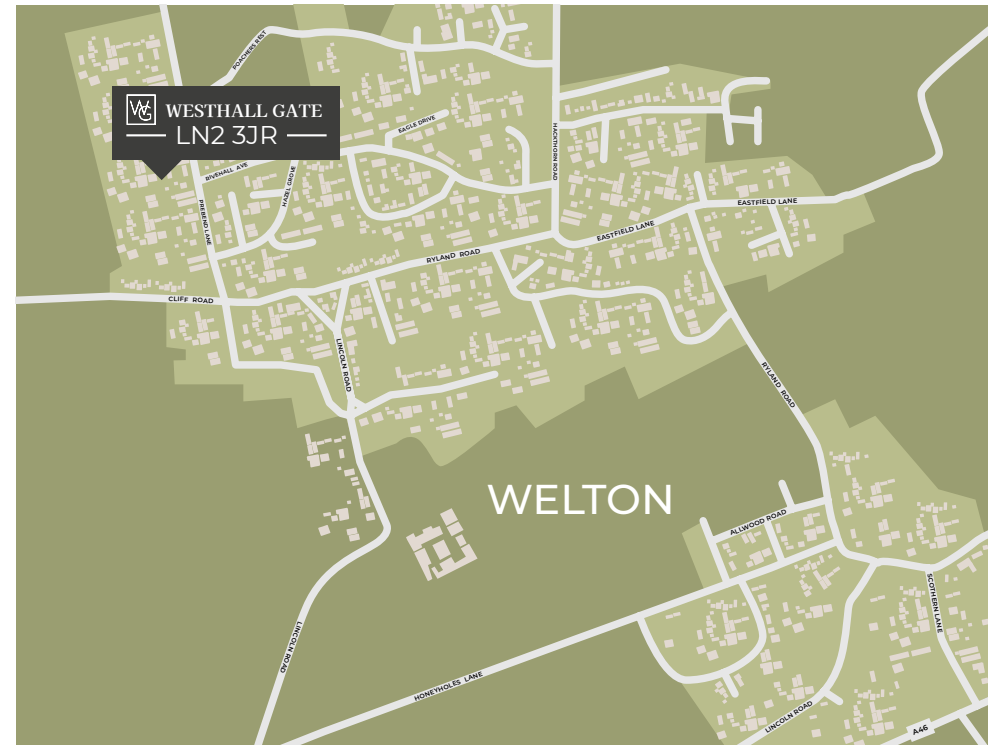 POACHERS REST
WG WESTHALL GATE
LN2 3JR
EAGLE DRIVE
HACKTHORN ROAD
RIVEHALL AVE
HAZEL GROVE
PREBEND LANE
EASTFIELD LANE
EASTFIELD LANE
RYLAND ROAD
CLIFF ROAD
LINCOLN ROAD
RYLAND ROAD
WELTON
ALLWOOD ROAD
SCOTHERN LANE
LINCOLN ROAD
HONEYHOLES LANE
LINCOLN ROAD
A46